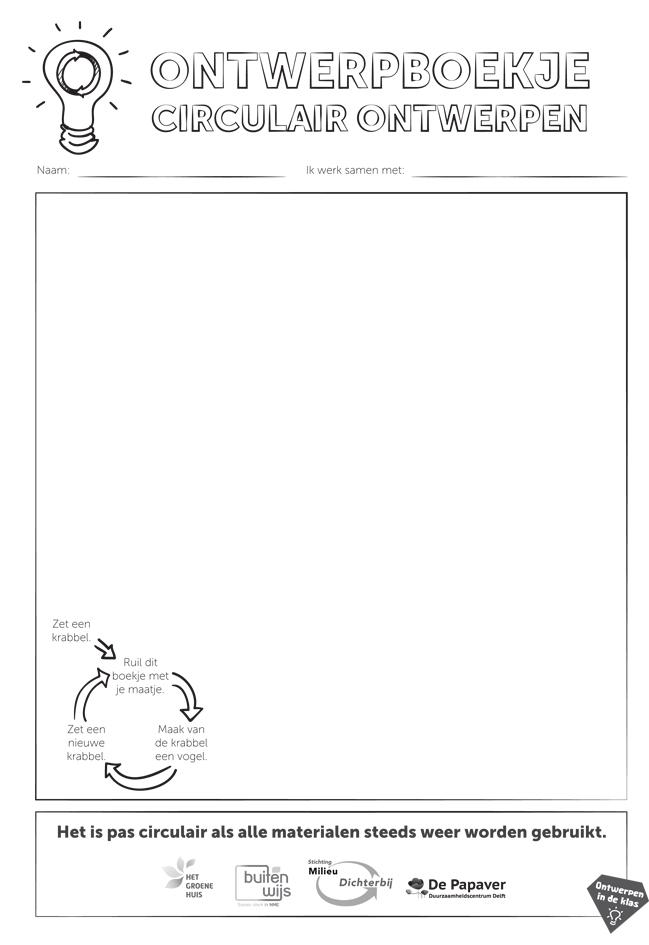 ONTWERPBOEKJE
CIRCULAIR ONTWERPEN
Naam:
Ik werk samen met:
Zet een
krabbel.
Ruil dit
boekje met
je maatje.
Maak van
de krabbel
een vogel.
Zet een
nieuwe
krabbel.
Het is pas circulair als alle materialen steeds weer worden gebruikt.
HET
GROENE
HUIS
buiten
wijs
Stichting
Milieu
Dichterbij
De Papaver
Duurzaamheidscentrum Delft
Ontwerpen
in de klas